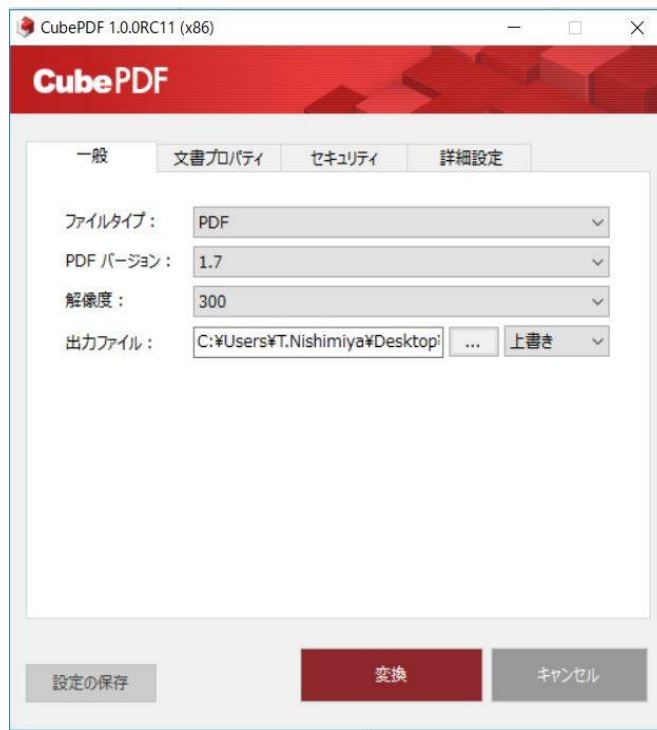 CubePDF 1.0.0RC11 (x86)
CubePDF
一般 文書プロパティ セキュリティ 詳細設定
ファイルタイプ： PDF
PDF バージョン： 1.7
解像度： 300
出力ファイル： C:¥Users¥T.Nishimiya¥Desktop ... 上書き
設定の保存 変換 キャンセル